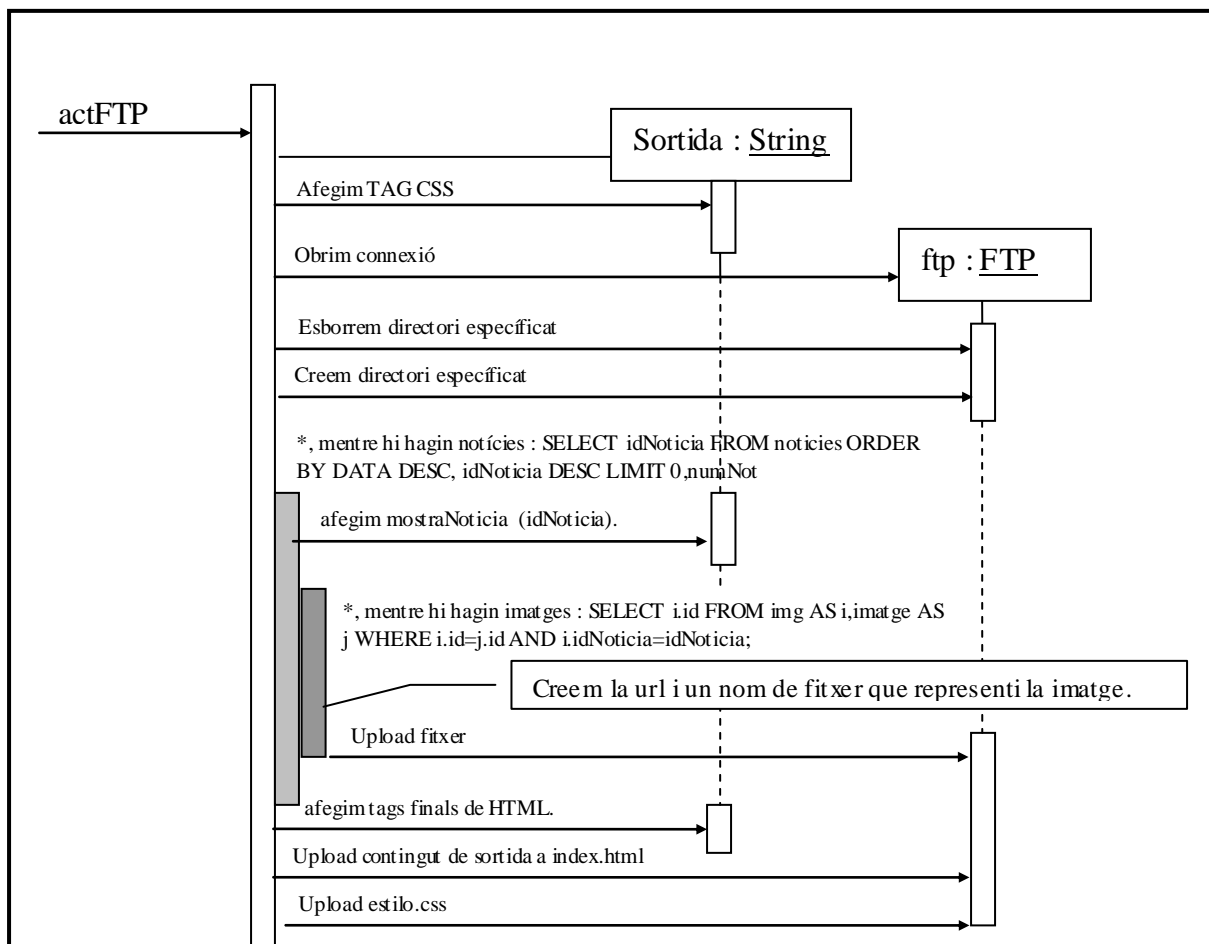 actFTP
Sortida : String
Afegim TAG CSS
Obrim connexió
ftp : FTP
Esborrem directori específicat
Creem directori específicat
*, mentre hi hagin notícies : SELECT idNoticia FROM noticies ORDER
BY DATA DESC, idNoticia DESC LIMIT 0,numNot
afegim mostraNoticia (idNoticia).
*, mentre hi hagin imatges : SELECT i.id FROM img AS i,imatge AS
j WHERE i.id=j.id AND i.idNoticia=idNoticia;
Creem la url i un nom de fitxer que representi la imatge.
Upload fitxer
afegim tags finals de HTML.
Upload contingut de sortida a index.html
Upload estilo.css